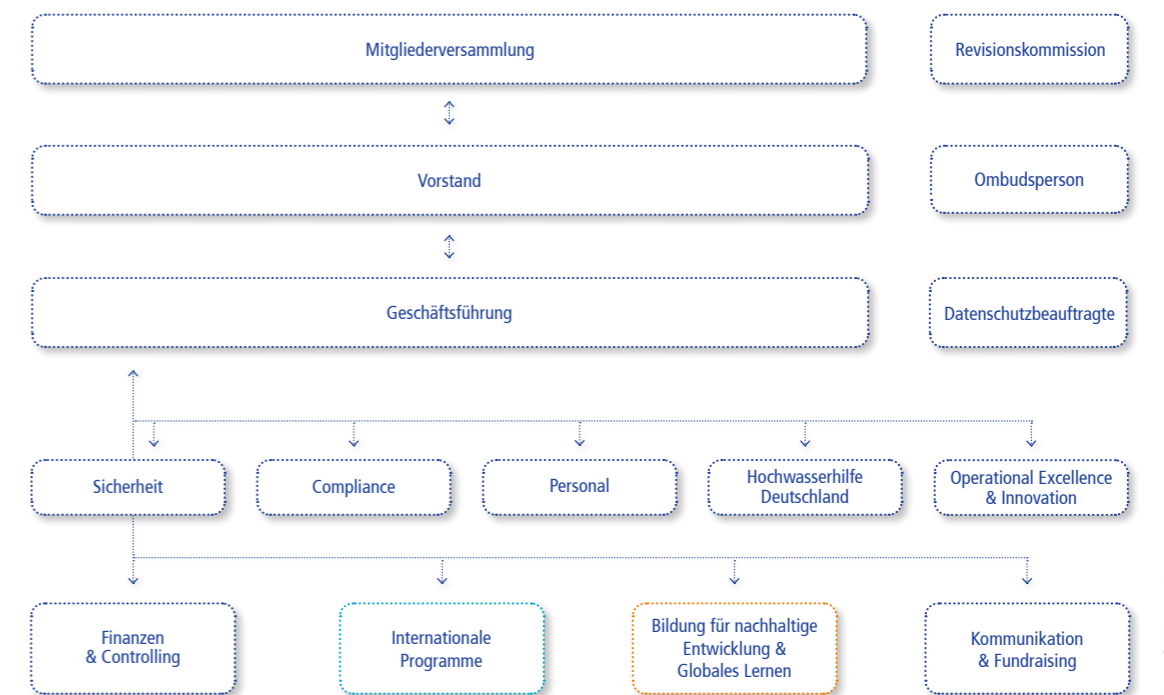 Mitgliederversammlung
Revisionskommission
Vorstand
Ombudsperson
Geschäftsführung
Datenschutzbeauftragte
Sicherheit
Compliance
Personal
Hochwasserhilfe
Deutschland
Operational Excellence
& Innovation
Finanzen
& Controlling
Internationale
Programme
Bildung für nachhaltige
Entwicklung &
Globales Lernen
Kommunikation
& Fundraising